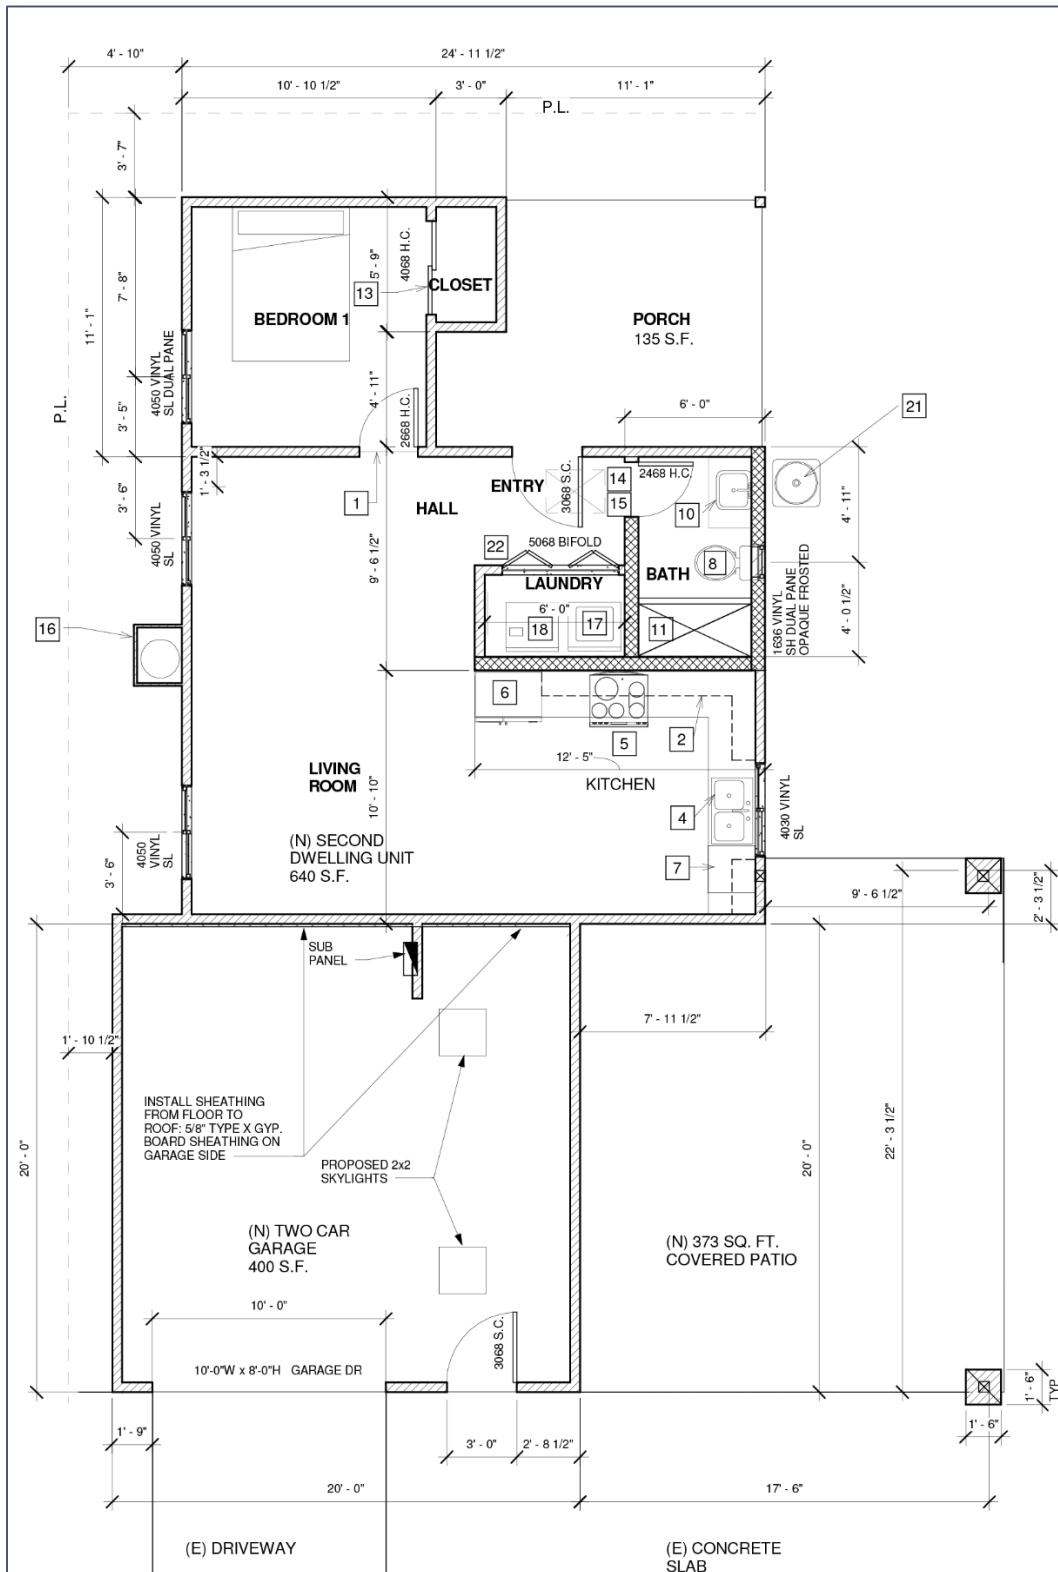 4' - 10"
24' - 11 1/2"
10' - 10 1/2"
3' - 0"
11' - 1"
P.L.
3' - 7"
11' - 1"
7' - 8"
3' - 5"
4050 VINYL
SL DUAL PANE
P.L.
BEDROOM 1
13
5' - 9"
4068 H.C.
CLOSET
PORCH
135 S.F.
4' - 11"
2668 H.C.
6' - 0"
21
1' - 3 1/2"
3' - 6"
4050 VINYL
SL
1
HALL
ENTRY
3068 S.C.
14
15
2468 H.C.
10
4' - 11"
9' - 6 1/2"
22
5068 BIFOLD
LAUNDRY
6' - 0"
18
17
BATH
8
11
1636 VINYL
SH DUAL PANE
OPAQUE FROSTED
4' - 0 1/2"
16
6
5
2
12' - 5"
KITCHEN
4
7
4030 VINYL
SL
LIVING
ROOM
10' - 10"
(N) SECOND
DWELLING UNIT
640 S.F.
4050
VINYL
SL
3' - 6"
9' - 6 1/2"
2' - 3 1/2"
SUB
PANEL
7' - 11 1/2"
1' - 10 1/2"
INSTALL SHEATHING
FROM FLOOR TO
ROOF: 5/8" TYPE X GYP.
BOARD SHEATHING ON
GARAGE SIDE
PROPOSED 2x2
SKYLIGHTS
20' - 0"
20' - 0"
22' - 3 1/2"
(N) TWO CAR
GARAGE
400 S.F.
(N) 373 SQ. FT.
COVERED PATIO
10' - 0"
10'-0"W x 8'-0"H GARAGE DR
3068 S.C.
1' - 6"
TYP
1' - 9"
3' - 0"
2' - 8 1/2"
1' - 6"
20' - 0"
17' - 6"
(E) DRIVEWAY
(E) CONCRETE
SLAB